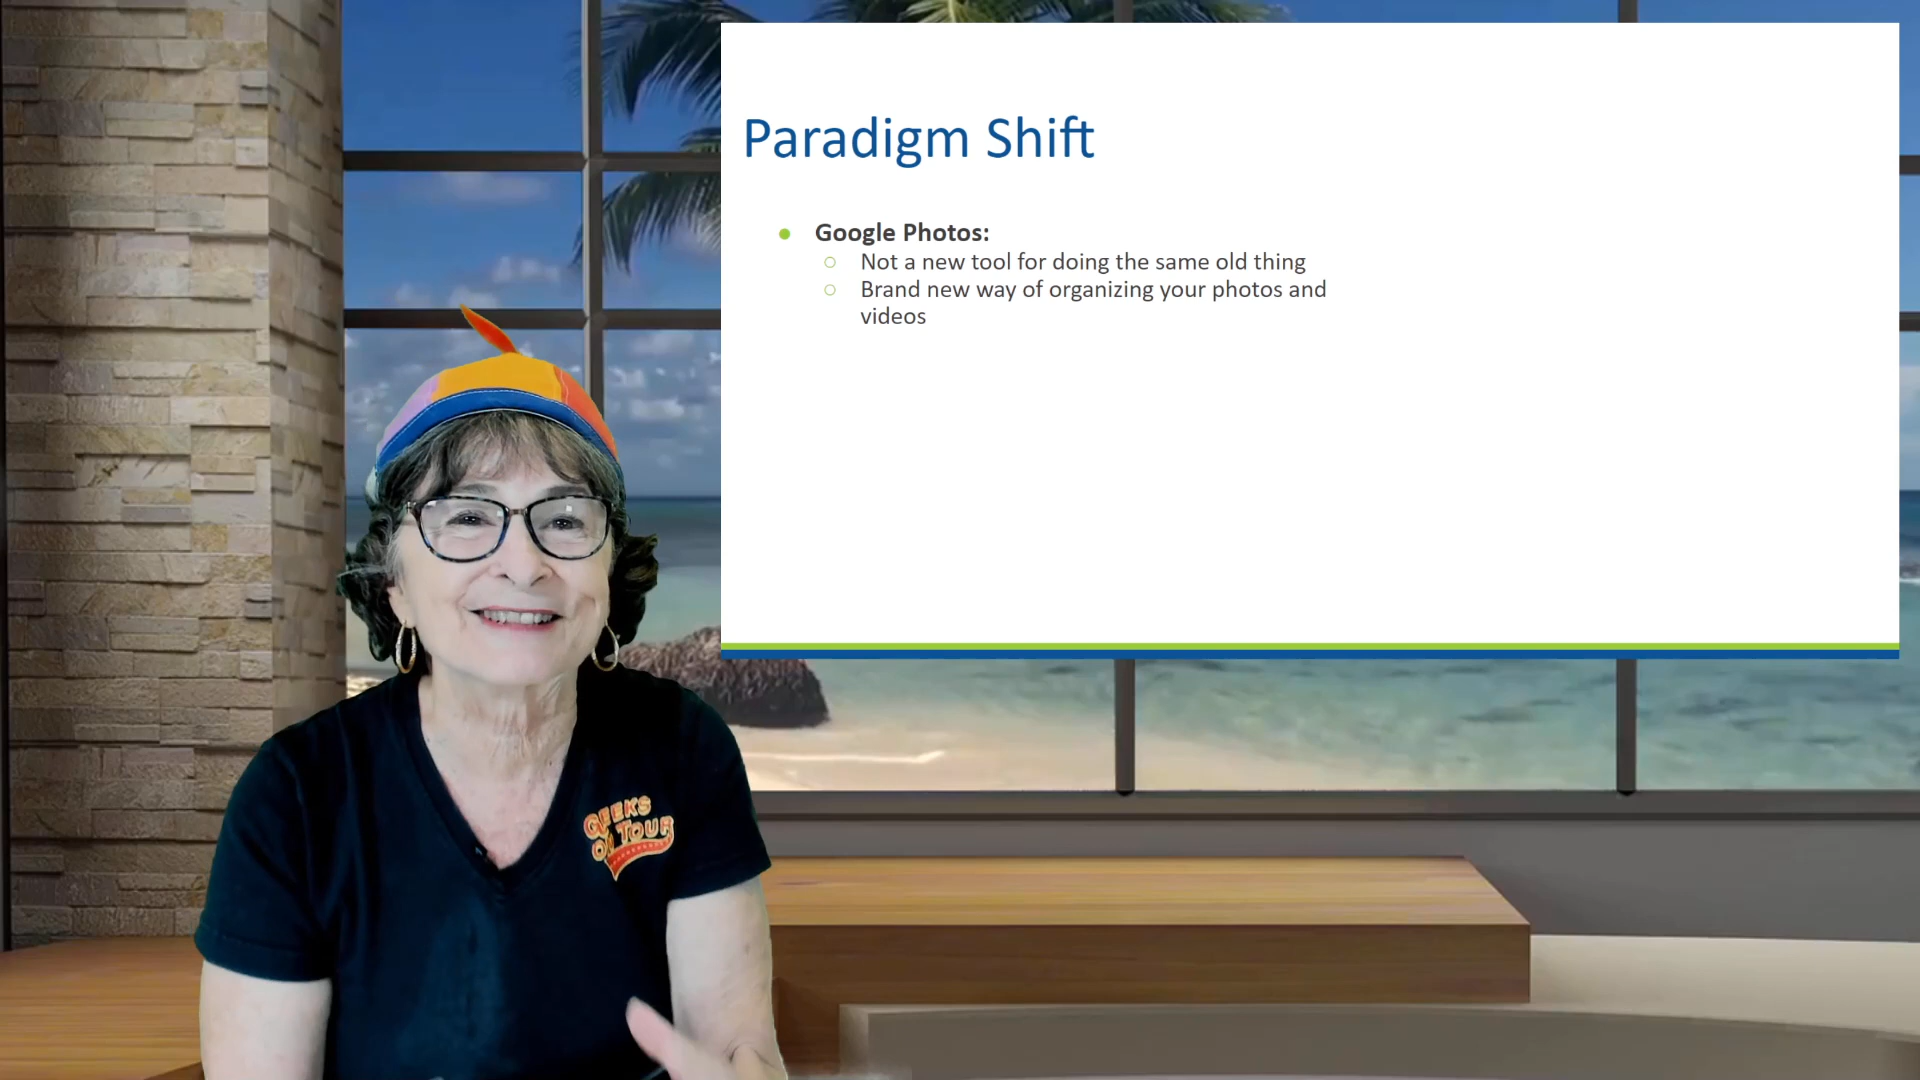 Paradigm Shift
Google Photos:
Not a new tool for doing the same old thing
Brand new way of organizing your photos and
videos
GEEKS
ON TOUR